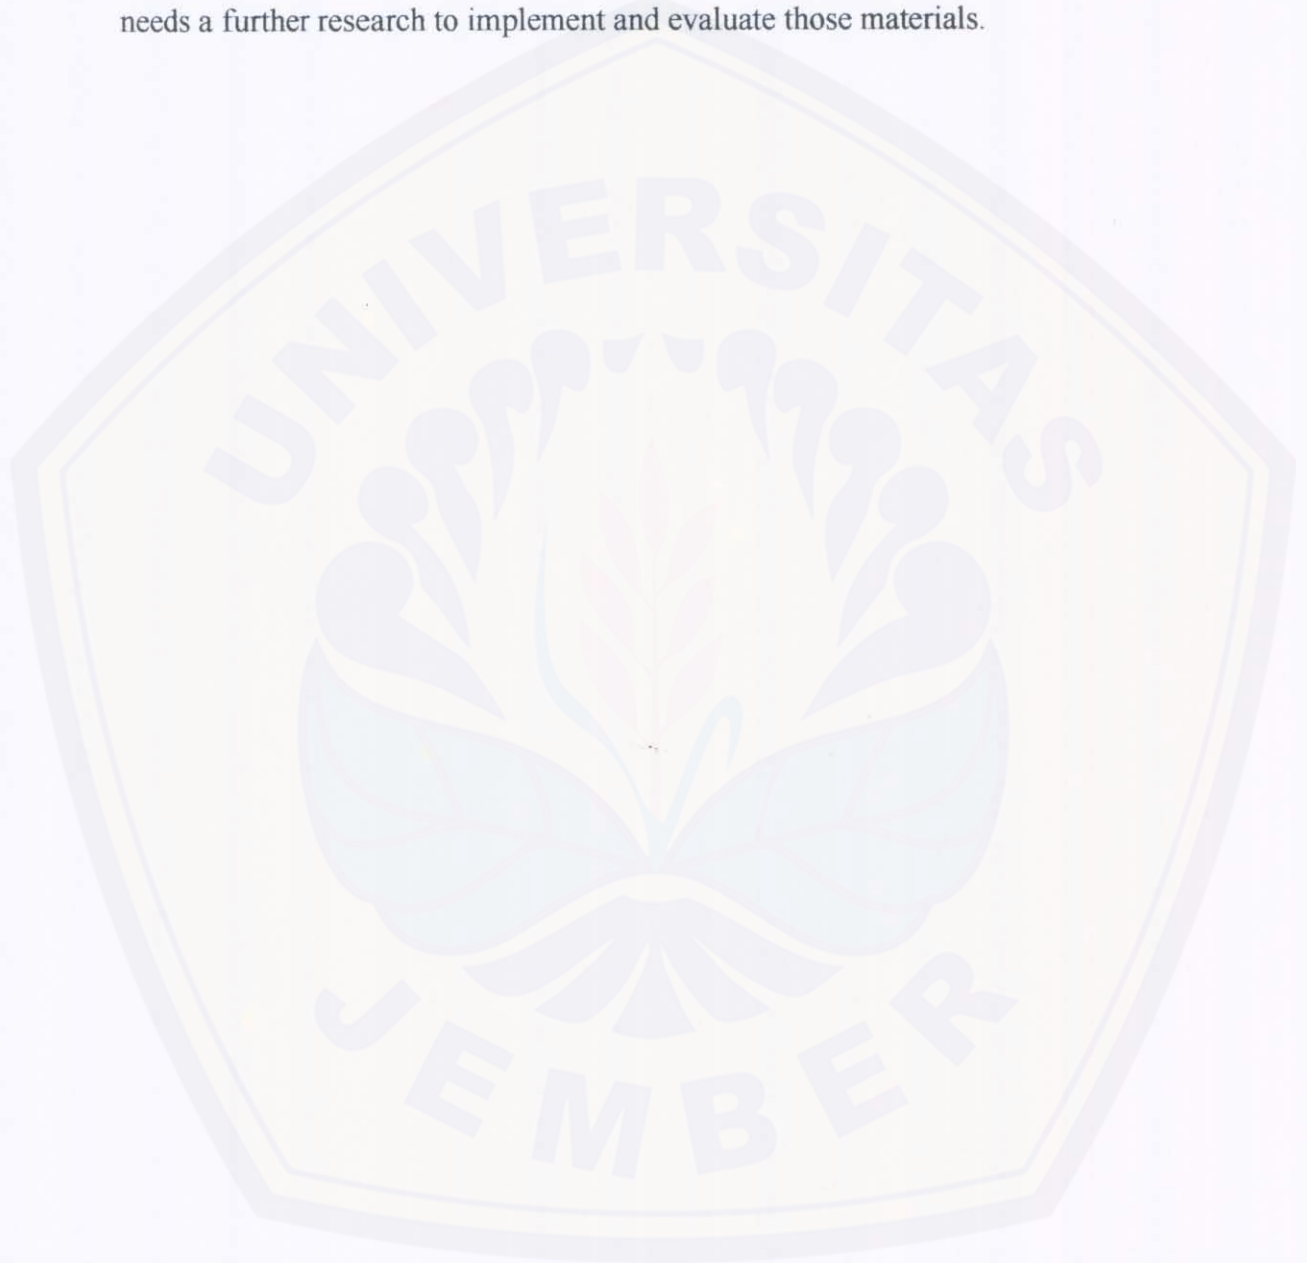 needs a further research to implement and evaluate those materials.
UNIVERSITAS
JEMBER